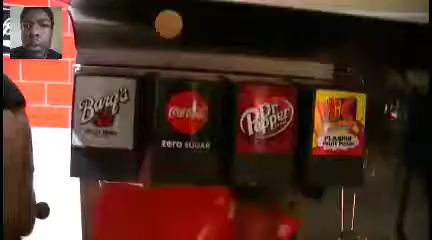 Barq's
Coca-Cola
zero SUGAR
Dr
Pepper
FLASHIN'
FRUIT PUNCH